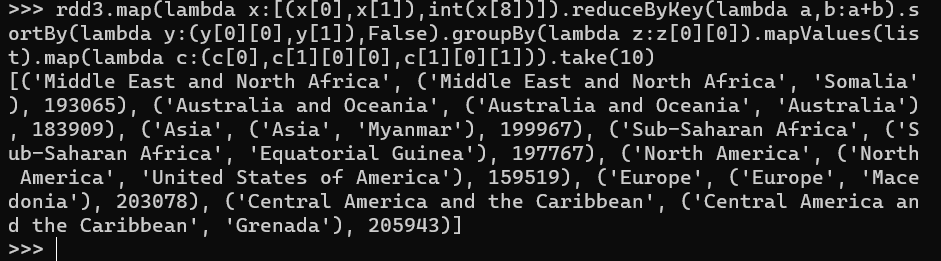 >>> rdd3.map(lambda x:[(x[0],x[1]),int(x[8])]).reduceByKey(lambda a,b:a+b).s
ortBy(lambda y:(y[0][0],y[1]),False).groupBy(lambda z:z[0][0]).mapValues(lis
t).map(lambda c:(c[0],c[1][0][0],c[1][0][1])).take(10)
[('Middle East and North Africa', ('Middle East and North Africa', 'Somalia'
), 193065), ('Australia and Oceania', ('Australia and Oceania', 'Australia')
, 183909), ('Asia', ('Asia', 'Myanmar'), 199967), ('Sub-Saharan Africa', ('S
ub-Saharan Africa', 'Equatorial Guinea'), 197767), ('North America', ('North
 America', 'United States of America'), 159519), ('Europe', ('Europe', 'Mace
donia'), 203078), ('Central America and the Caribbean', ('Central America an
d the Caribbean', 'Grenada'), 205943)]
>>>